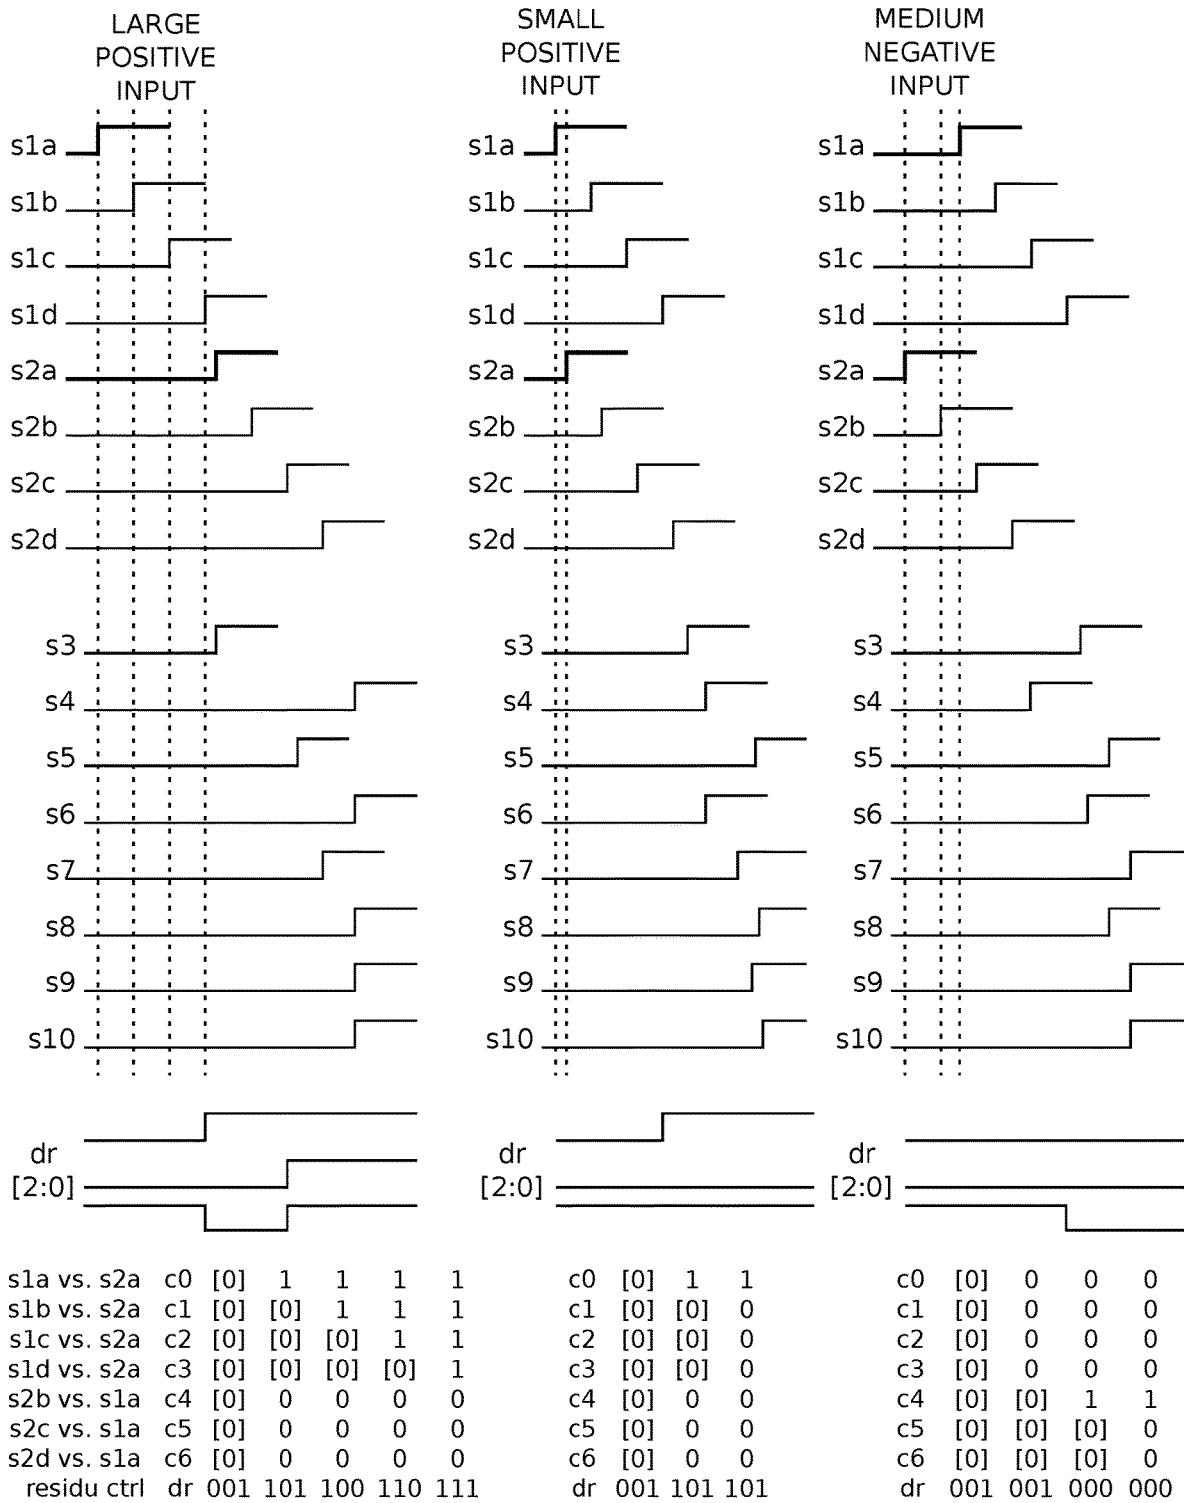 LARGE POSITIVE INPUT
SMALL POSITIVE INPUT
MEDIUM NEGATIVE INPUT
s1a s1a s1a
s1b s1b s1b
s1c s1c s1c
s1d s1d s1d
s2a s2a s2a
s2b s2b s2b
s2c s2c s2c
s2d s2d s2d
s3 s3 s3
s4 s4 s4
s5 s5 s5
s6 s6 s6
s7 s7 s7
s8 s8 s8
s9 s9 s9
s10 s10 s10
dr dr dr
[2:0] [2:0] [2:0]
s1a vs. s2a c0 [0] 1 1 1 1 c0 [0] 1 1 c0 [0] 0 0 0
s1b vs. s2a c1 [0] [0] 1 1 1 c1 [0] [0] 0 c1 [0] 0 0 0
s1c vs. s2a c2 [0] [0] [0] 1 1 c2 [0] [0] 0 c2 [0] 0 0 0
s1d vs. s2a c3 [0] [0] [0] [0] 1 c3 [0] [0] 0 c3 [0] 0 0 0
s2b vs. s1a c4 [0] 0 0 0 0 c4 [0] 0 0 c4 [0] [0] 1 1
s2c vs. s1a c5 [0] 0 0 0 0 c5 [0] 0 0 c5 [0] [0] [0] 0
s2d vs. s1a c6 [0] 0 0 0 0 c6 [0] 0 0 c6 [0] [0] [0] 0
residu ctrl dr 001 101 100 110 111 dr 001 101 101 dr 001 001 000 000